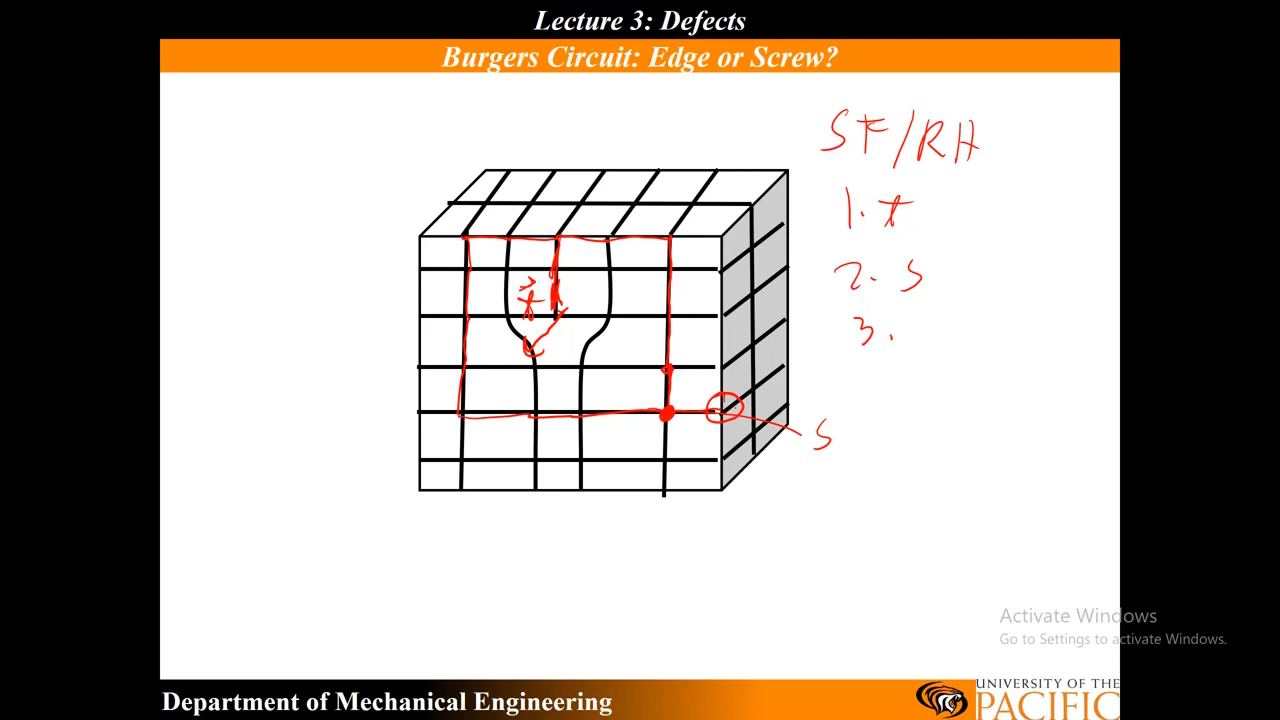 Lecture 3: Defects
Burgers Circuit: Edge or Screw?
SF/RH
1. t
2. S
3.
S
Activate Windows
Go to Settings to activate Windows.
Department of Mechanical Engineering
UNIVERSITY OF THE
PACIFIC